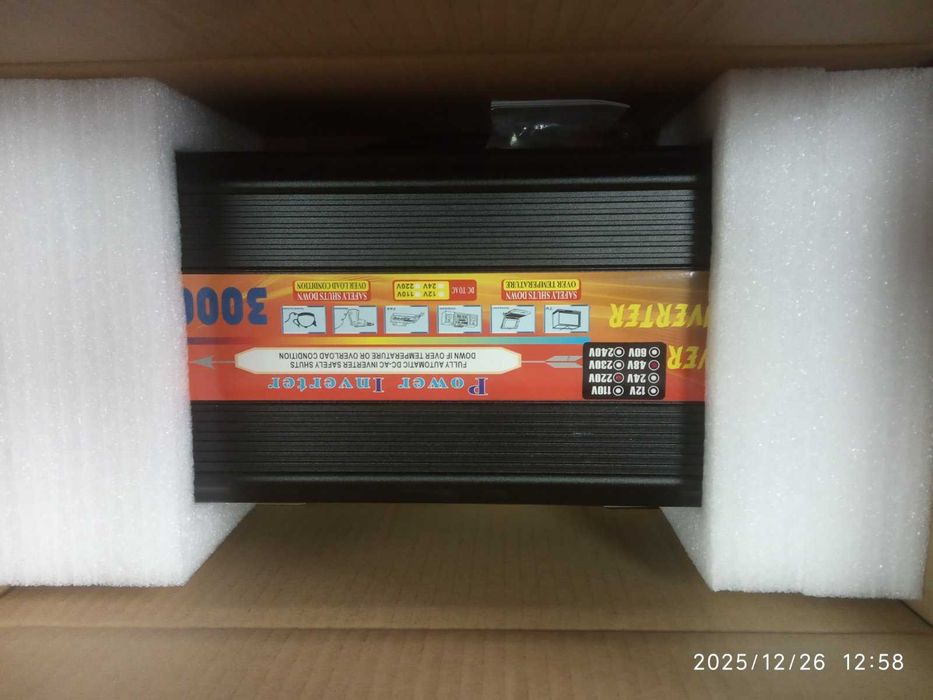 Power Inverter
FULLY AUTOMATIC DC-AC INVERTER SAFELY SHUTS
DOWN IF OVER TEMPERATURE OR OVERLOAD CONDITION
12V 110V
24V 220V
48V 230V
60V 240V
VERTER
SAFELY SHUTS DOWN
OVER TEMPERATURE
DC TO AC
12V 110V
24V 220V
SAFELY SHUTS DOWN
OVER LOAD CONDITION
3000
2025/12/26 12:58